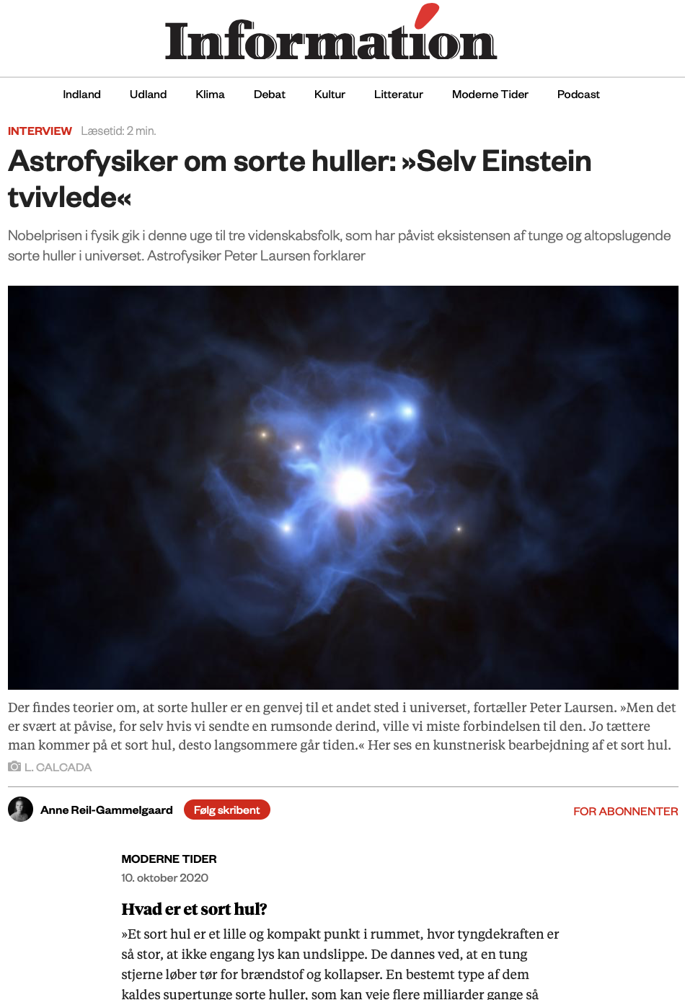 Information
Indland Udland Klima Debat Kultur Litteratur Moderne Tider Podcast
INTERVIEW Læsetid: 2 min.
Astrofysiker om sorte huller: »Selv Einstein
tvivlede«
Nobelprisen i fysik gik i denne uge til tre videnskabsfolk, som har påvist eksistensen af tunge og altopslugende
sorte huller i universet. Astrofysiker Peter Laursen forklarer
Der findes teorier om, at sorte huller er en genvej til et andet sted i universet, fortæller Peter Laursen. »Men det
er svært at påvise, for selv hvis vi sendte en rumsonde derind, ville vi miste forbindelsen til den. Jo tættere
man kommer på et sort hul, desto langsommere går tiden.« Her ses en kunstnerisk bearbejdning af et sort hul.
L. CALCADA
Anne Reil-Gammelgaard Følg skribent FOR ABONNENTER
MODERNE TIDER
10. oktober 2020
Hvad er et sort hul?
»Et sort hul er et lille og kompakt punkt i rummet, hvor tyngdekraften er
så stor, at ikke engang lys kan undslippe. De dannes ved, at en tung
stjerne løber tør for brændstof og kollapser. En bestemt type af dem
kaldes supertunge sorte huller, som kan veje flere milliarder gange så